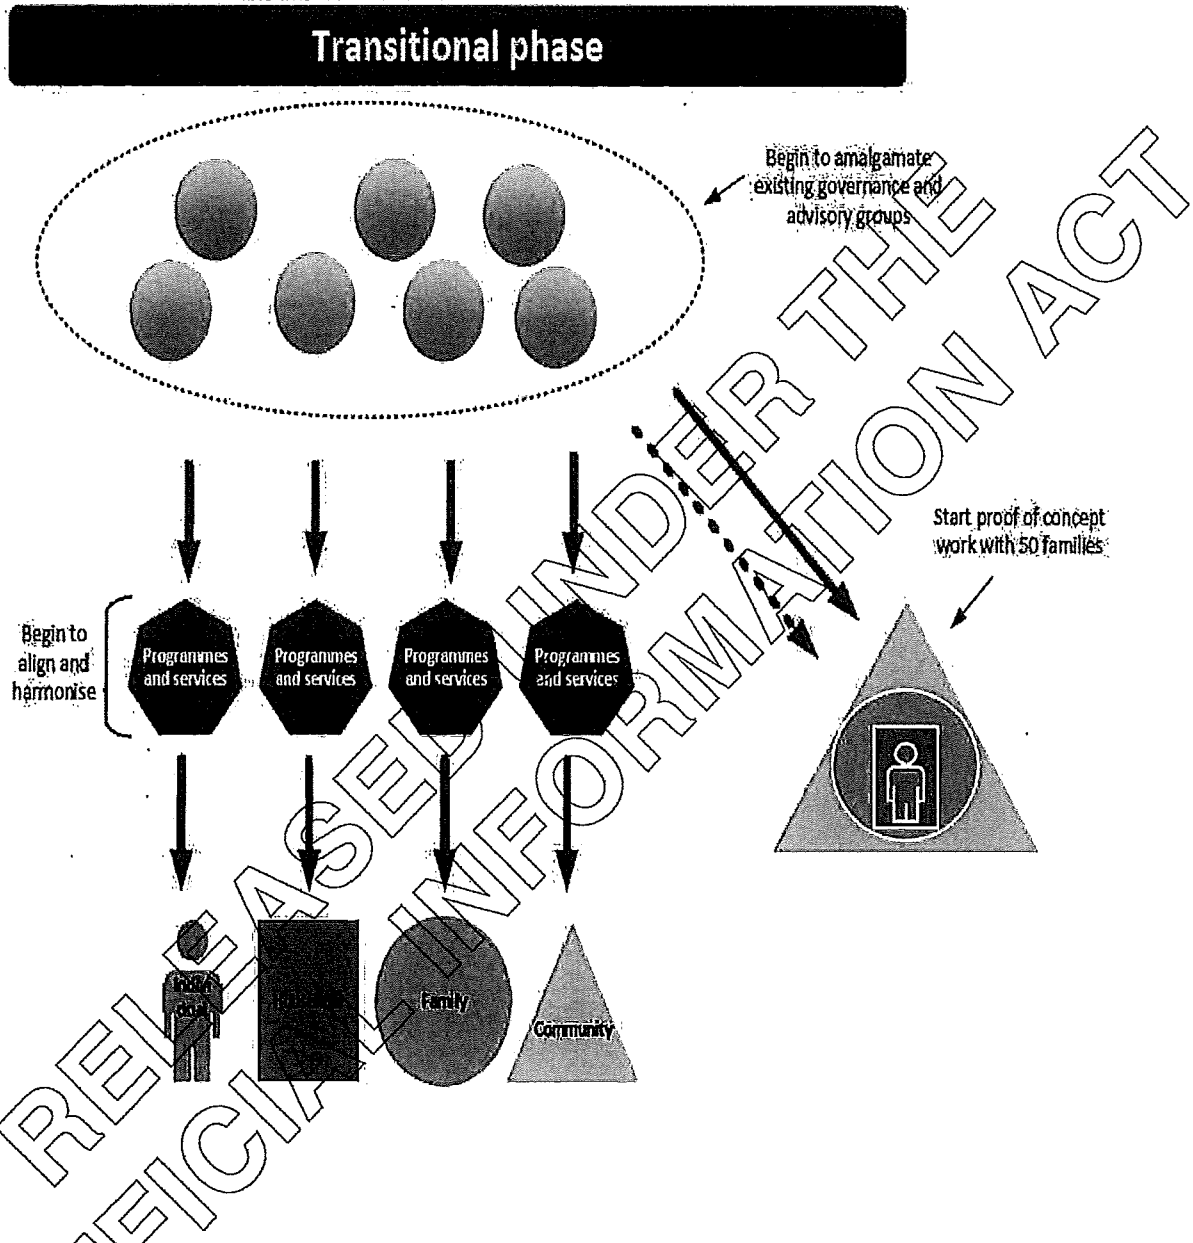 Transitional phase
Begin to amalgamate
existing governance and
advisory groups
Start proof of concept
work with 50 families
Begin to
align and
harmonise
Programmes
and services
Programmes
and services
Programmes
and services
Programmes
and services
Family
Community
RELEASED UNDER THE
OFFICIAL INFORMATION ACT